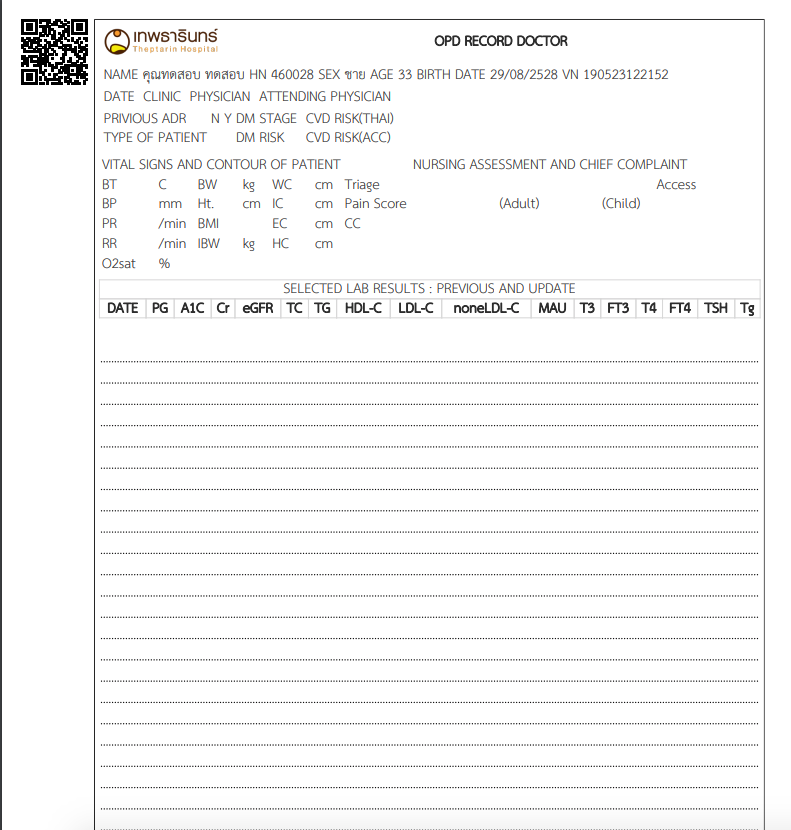 เทพธารินทร์
Theptarin Hospital
OPD RECORD DOCTOR
NAME คุณทดสอบ ทดสอบ HN 460028 SEX ชาย AGE 33 BIRTH DATE 29/08/2528 VN 190523122152
DATE CLINIC PHYSICIAN ATTENDING PHYSICIAN
PRIVIOUS ADR N Y DM STAGE CVD RISK(THAI)
TYPE OF PATIENT DM RISK CVD RISK(ACC)
VITAL SIGNS AND CONTOUR OF PATIENT NURSING ASSESSMENT AND CHIEF COMPLAINT
BT C BW kg WC cm Triage Access
BP mm Ht. cm IC cm Pain Score (Adult) (Child)
PR /min BMI EC cm CC
RR /min IBW kg HC cm
O2sat %
SELECTED LAB RESULTS : PREVIOUS AND UPDATE
DATE PG A1C Cr eGFR TC TG HDL-C LDL-C noneLDL-C MAU T3 FT3 T4 FT4 TSH Tg